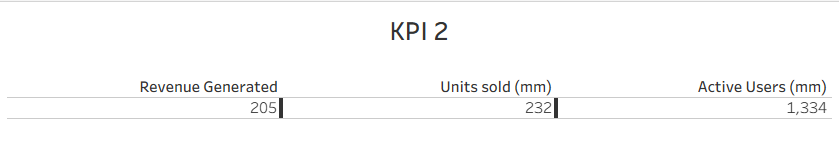 KPI 2
Revenue Generated Units sold (mm) Active Users (mm)
205 232 1,334